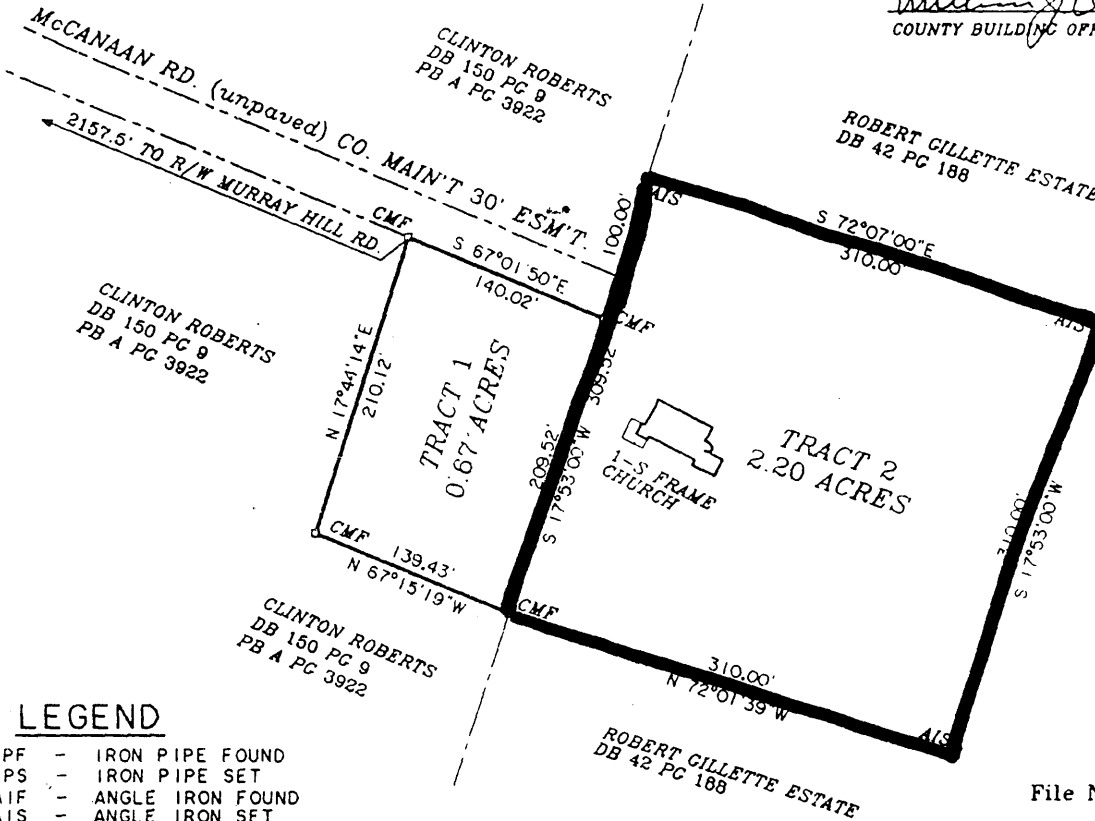 COUNTY BUILDING
McCANAAN RD. (unpaved) CO. MAIN'T 30' ESM'T.
2157.5' TO R/W MURRAY HILL RD.
CLINTON ROBERTS
DB 150 PG 9
PB A PG 3922
ROBERT GILLETTE ESTATE
DB 42 PG 188
AIS
100.00'
S 72°07'00"E
310.00'
AIS
CMF
S 67°01'50"E
140.02'
CMF
CLINTON ROBERTS
DB 150 PG 9
PB A PG 3922
N 17°44'14"E
210.12'
TRACT 1
0.67 ACRES
309.52'
209.52'
S 17°53'00"W
1-S FRAME
CHURCH
TRACT 2
2.20 ACRES
310.00'
S 17°53'00"W
CMF
139.43'
N 67°15'19"W
CMF
310.00'
N 72°01'39"W
AIS
CLINTON ROBERTS
DB 150 PG 9
PB A PG 3922
ROBERT GILLETTE ESTATE
DB 42 PG 188
LEGEND
PF - IRON PIPE FOUND
PS - IRON PIPE SET
AIF - ANGLE IRON FOUND
AIS - ANGLE IRON SET
File N